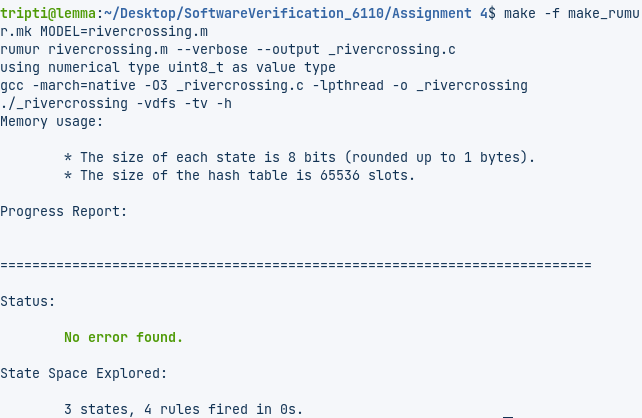 tripti@lemma:~/Desktop/SoftwareVerification_6110/Assignment 4$ make -f make_rumu
r.mk MODEL=rivercrossing.m
rumur rivercrossing.m --verbose --output _rivercrossing.c
using numerical type uint8_t as value type
gcc -march=native -O3 _rivercrossing.c -lpthread -o _rivercrossing
./_rivercrossing -vdfs -tv -h
Memory usage:
* The size of each state is 8 bits (rounded up to 1 bytes).
* The size of the hash table is 65536 slots.
Progress Report:
==========================================================================
Status:
No error found.
State Space Explored:
3 states, 4 rules fired in 0s.